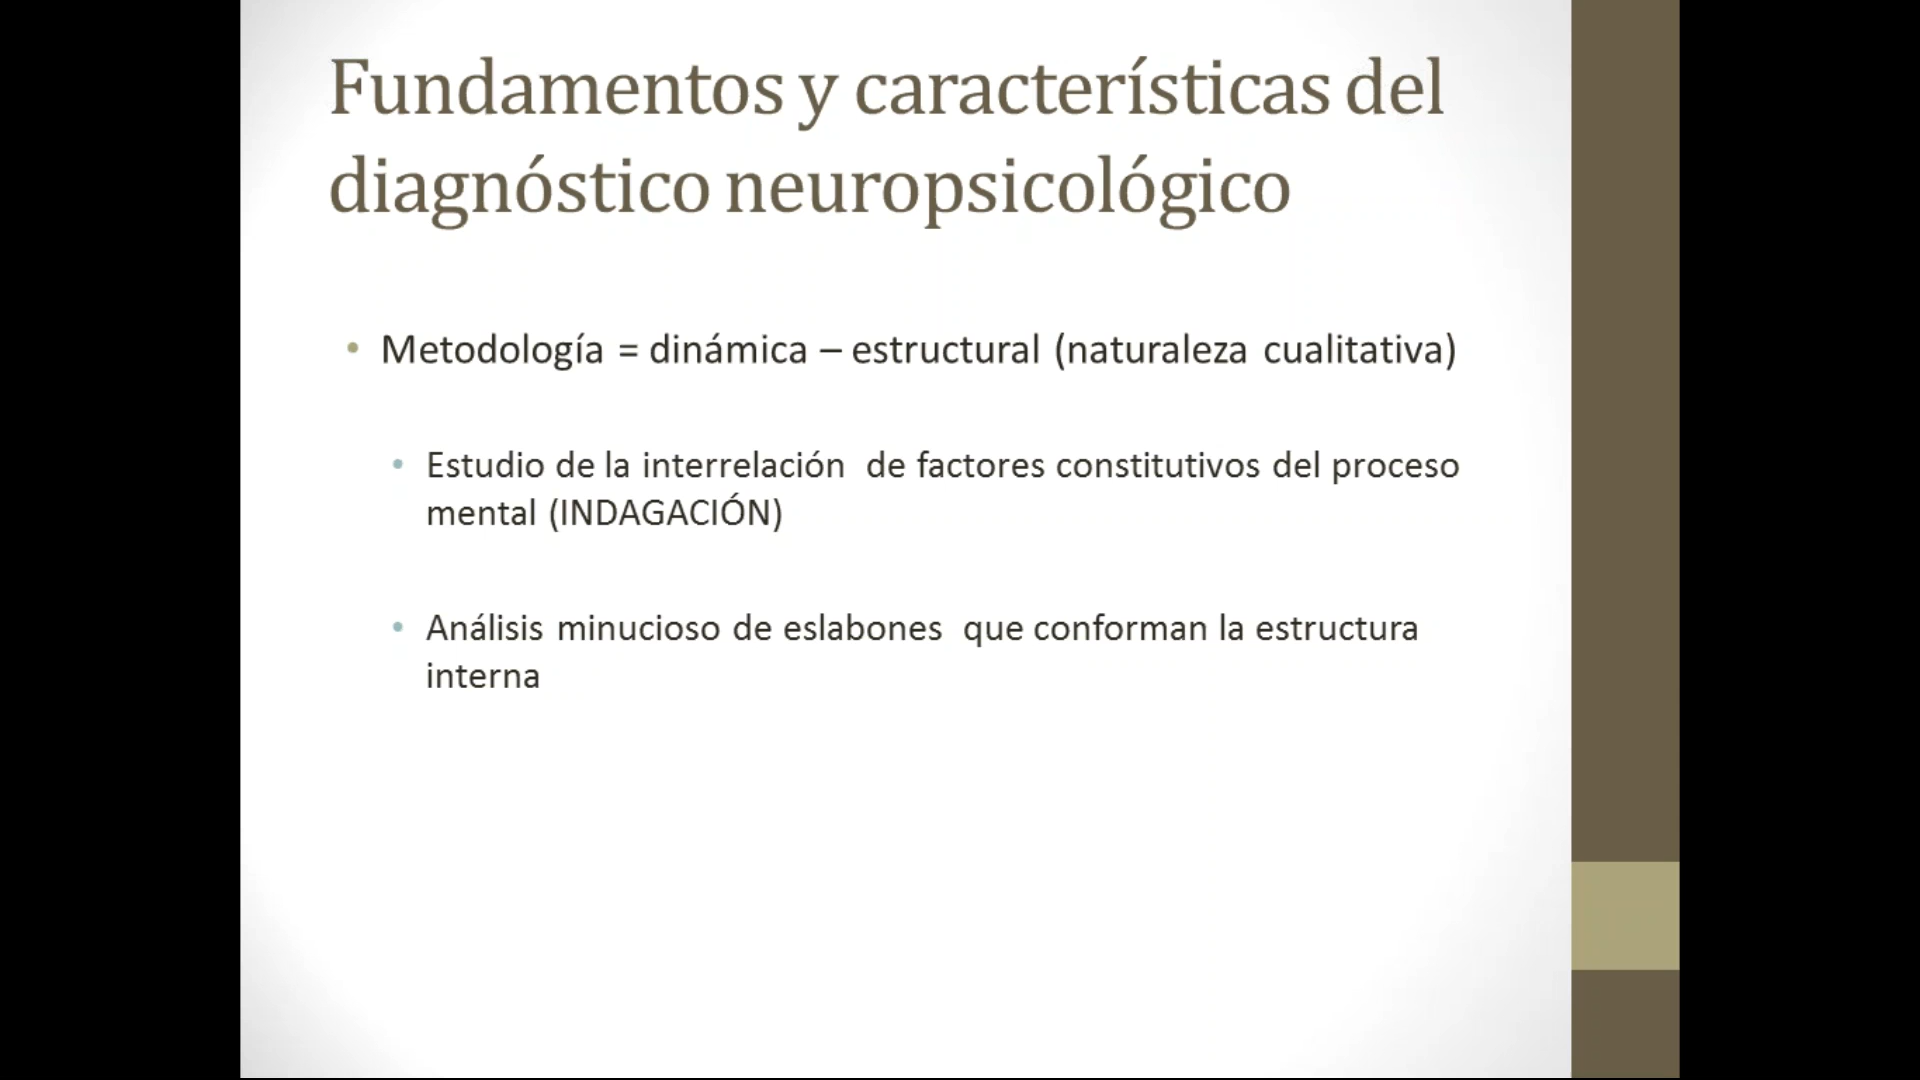 Fundamentos y características del
diagnóstico neuropsicológico
• Metodología = dinámica – estructural (naturaleza cualitativa)
• Estudio de la interrelación de factores constitutivos del proceso
mental (INDAGACIÓN)
• Análisis minucioso de eslabones que conforman la estructura
interna